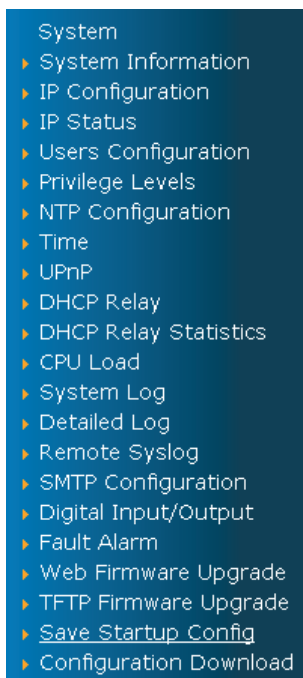 System
System Information
IP Configuration
IP Status
Users Configuration
Privilege Levels
NTP Configuration
Time
UPnP
DHCP Relay
DHCP Relay Statistics
CPU Load
System Log
Detailed Log
Remote Syslog
SMTP Configuration
Digital Input/Output
Fault Alarm
Web Firmware Upgrade
TFTP Firmware Upgrade
Save Startup Config
Configuration Download